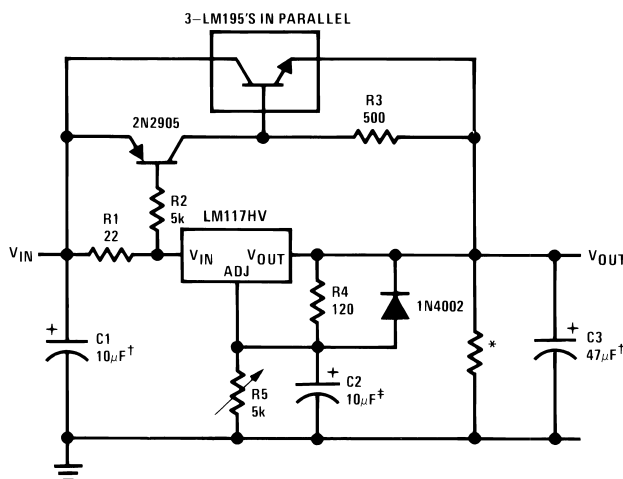 3–LM195'S IN PARALLEL
2N2905
R3
500
R2
5k
LM117HV
R1
22
VIN
VIN
VOUT
ADJ
VOUT
R4
120
1N4002
C1
10μF†
R5
5k
C2
10μF‡
*
C3
47μF†